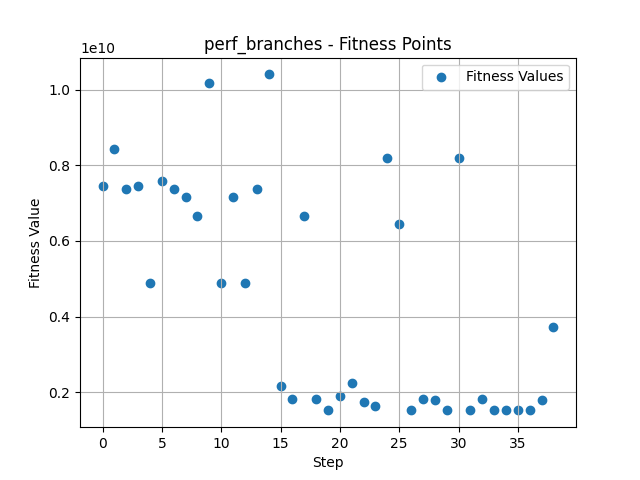 perf_branches - Fitness Points
1e10
Fitness Values
1.0
0.8
0.6
0.4
0.2
Fitness Value
0 5 10 15 20 25 30 35
Step